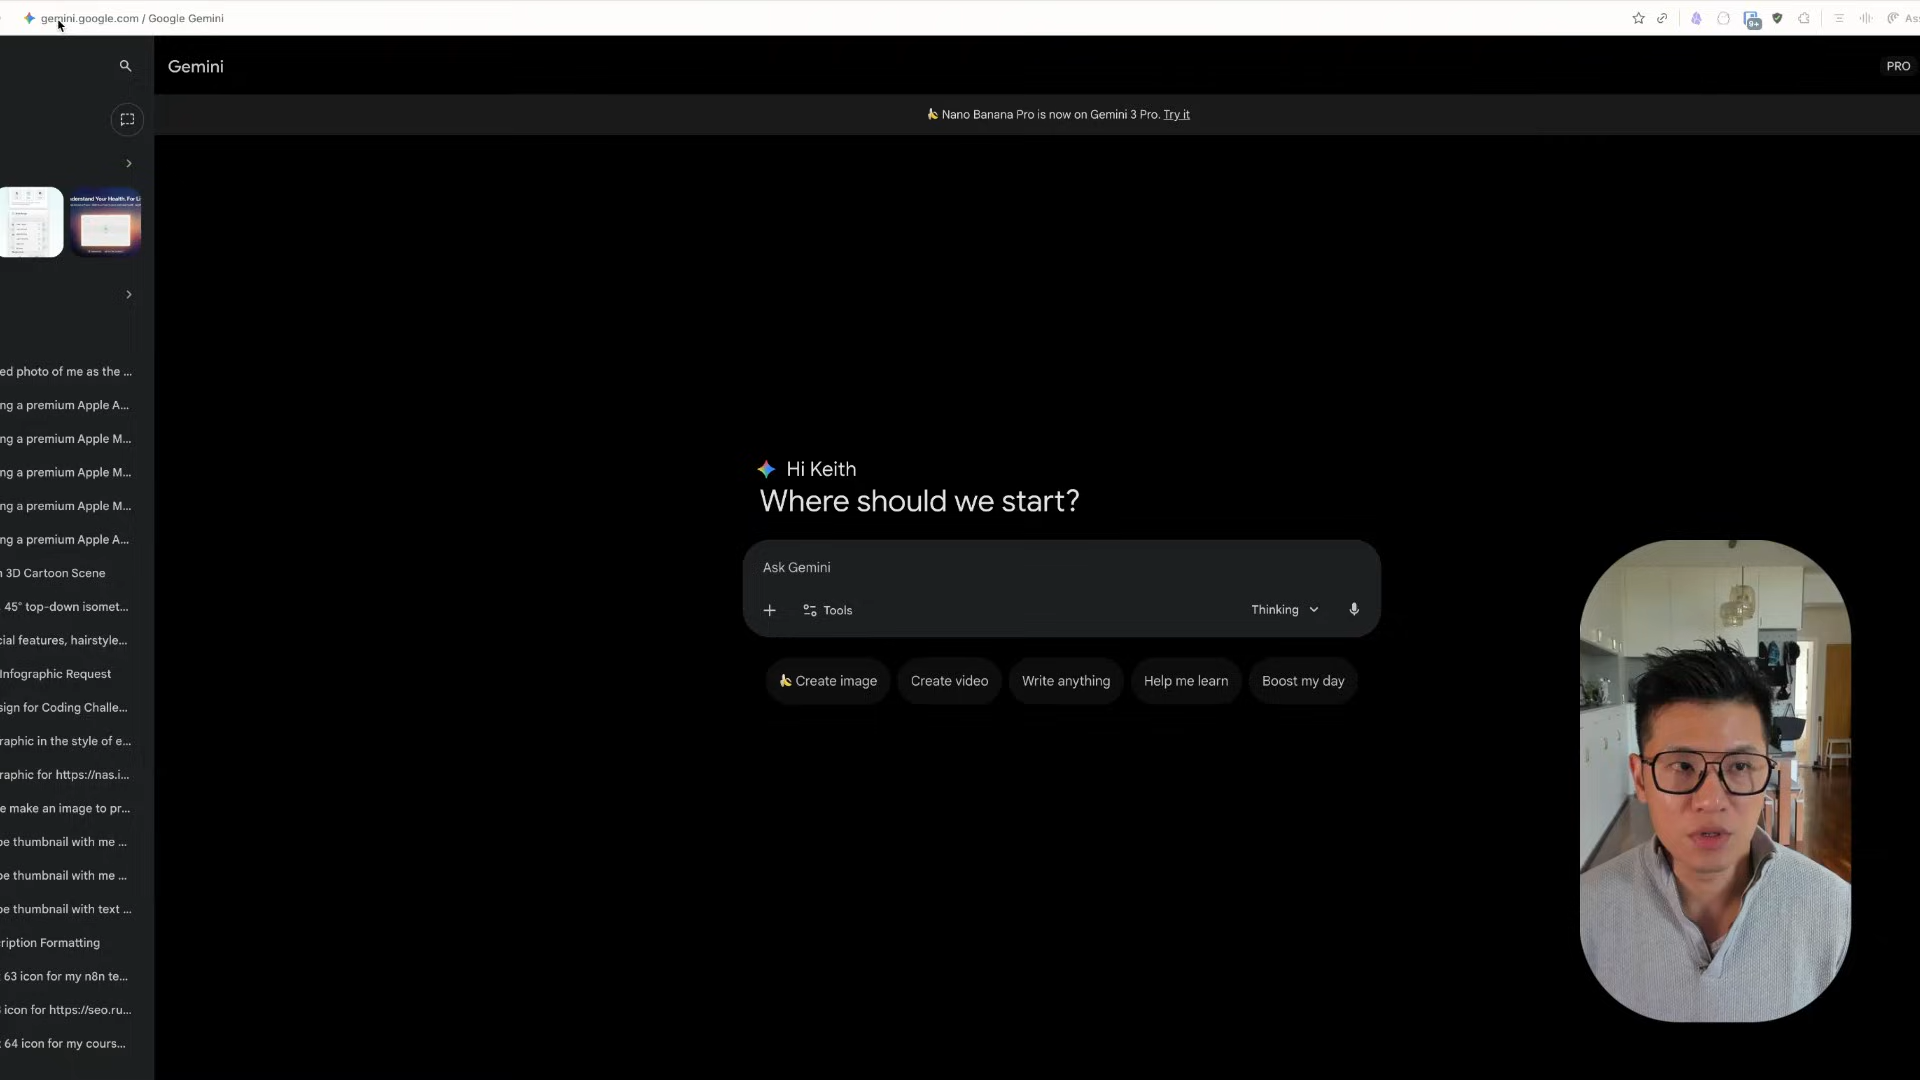 gemini.google.com / Google Gemini
Gemini
PRO
🍌 Nano Banana Pro is now on Gemini 3 Pro. Try it
ed photo of me as the ...
ng a premium Apple A...
ng a premium Apple M...
ng a premium Apple M...
ng a premium Apple M...
ng a premium Apple A...
3D Cartoon Scene
45° top-down isomet...
cial features, hairstyle...
Infographic Request
sign for Coding Challe...
raphic in the style of e...
raphic for https://nas.i...
e make an image to pr...
be thumbnail with me ...
be thumbnail with me ...
be thumbnail with text ...
ription Formatting
63 icon for my n8n te...
icon for https://seo.ru...
64 icon for my cours...
Hi Keith
Where should we start?
Ask Gemini
Tools
Thinking
Create image
Create video
Write anything
Help me learn
Boost my day